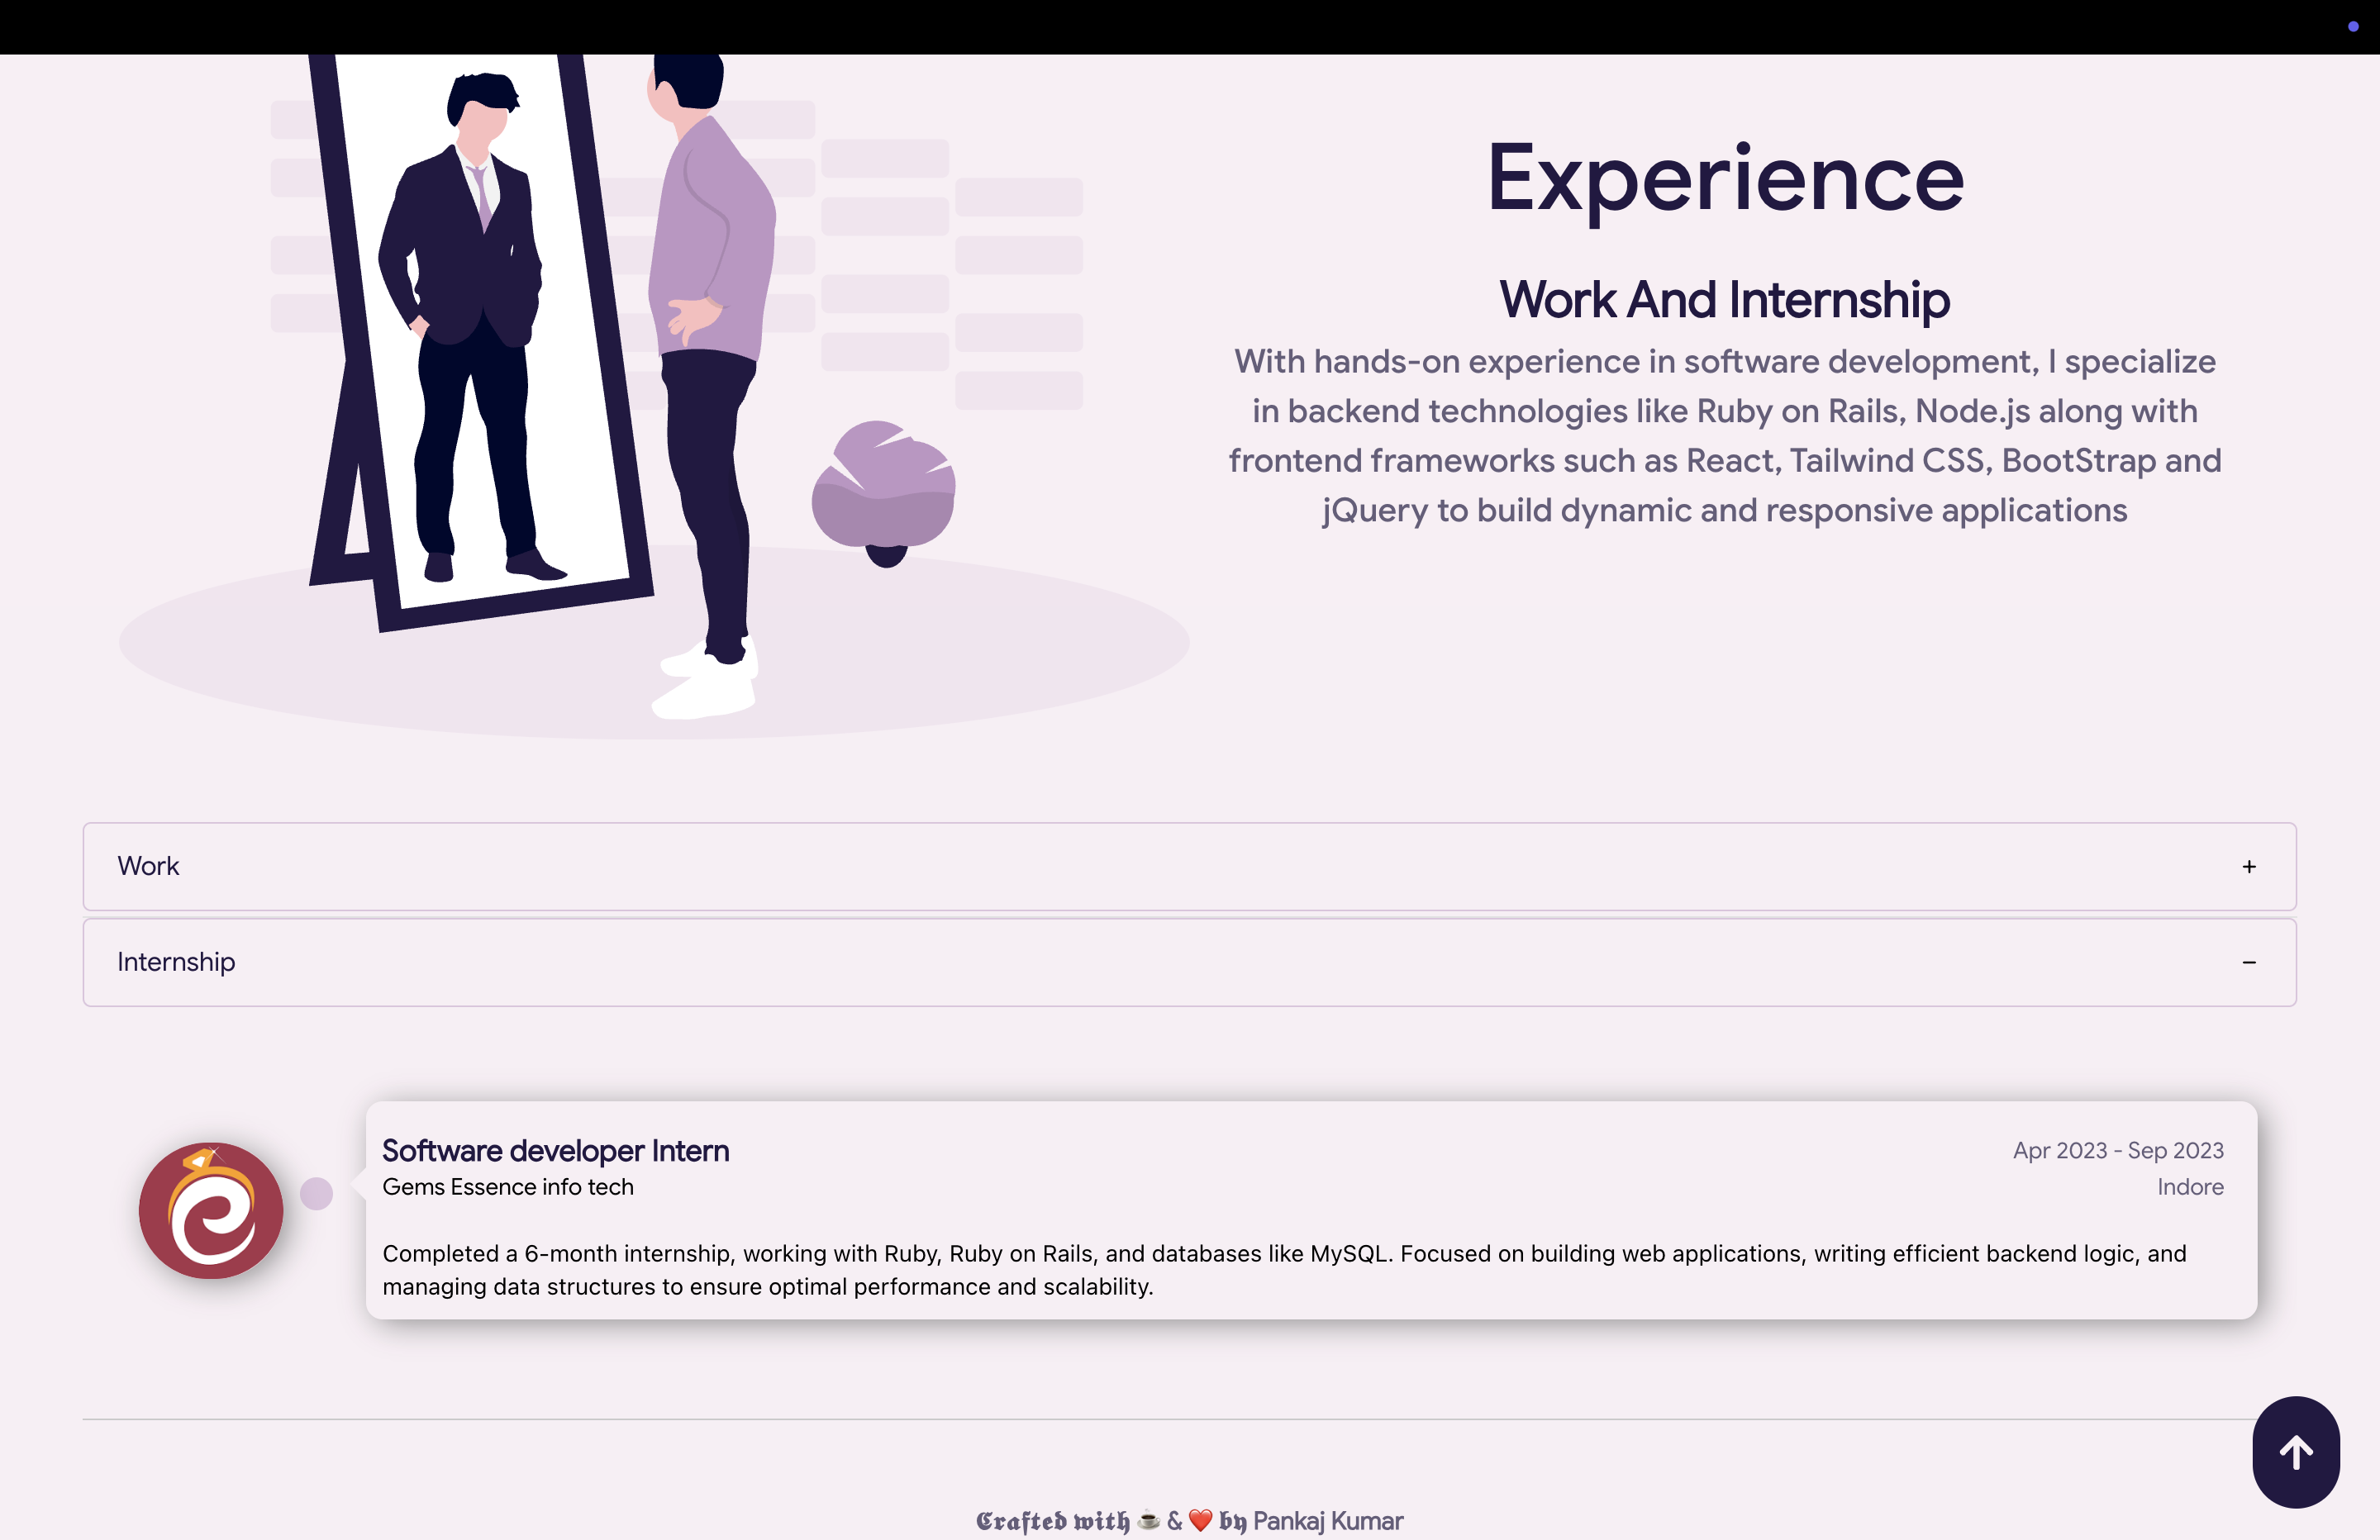 Experience
Work And Internship
With hands-on experience in software development, I specialize
in backend technologies like Ruby on Rails, Node.js along with
frontend frameworks such as React, Tailwind CSS, BootStrap and
jQuery to build dynamic and responsive applications
Work +
Internship −
Software developer Intern Apr 2023 - Sep 2023
Gems Essence info tech Indore
Completed a 6-month internship, working with Ruby, Ruby on Rails, and databases like MySQL. Focused on building web applications, writing efficient backend logic, and
managing data structures to ensure optimal performance and scalability.
𝕮𝖗𝖆𝖋𝖙𝖊𝖉 𝖜𝖎𝖙𝖍 ☕ & ❤️ 𝖇𝖞 Pankaj Kumar